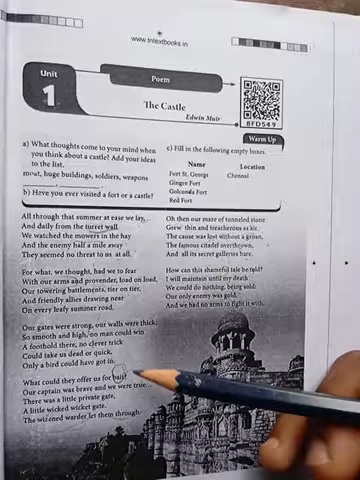 www.tntextbooks.in
Unit
1
Poem
The Castle
Edwin Muir
8FD549
Warm Up
a) What thoughts come to your mind when
you think about a castle? Add your ideas
to the list.
moat, huge buildings, soldiers, weapons
b) Have you ever visited a fort or a castle?
c) Fill in the following empty boxes.
Name Location
Fort St. George Chennai
Gingee Fort
Golconda Fort
Red Fort
All through that summer at ease we lay,
And daily from the turret wall
We watched the mowers in the hay
And the enemy half a mile away
They seemed no threat to us at all.
For what, we thought, had we to fear
With our arms and provender, load on load,
Our towering battlements, tier on tier,
And friendly allies drawing near
On every leafy summer road.
Our gates were strong, our walls were thick,
So smooth and high, no man could win
A foothold there, no clever trick
Could take us dead or quick,
Only a bird could have got in.
What could they offer us for bait?
Our captain was brave and we were true...
There was a little private gate,
A little wicked wicket gate.
The wizened warder let them through.
Oh then our maze of tunneled stone
Grew thin and treacherous as air.
The cause was lost without a groan,
The famous citadel overthrown,
And all its secret galleries bare.
How can this shameful tale be told?
I will maintain until my death
We could do nothing, being sold:
Our only enemy was gold,
And we had no arms to fight it with.